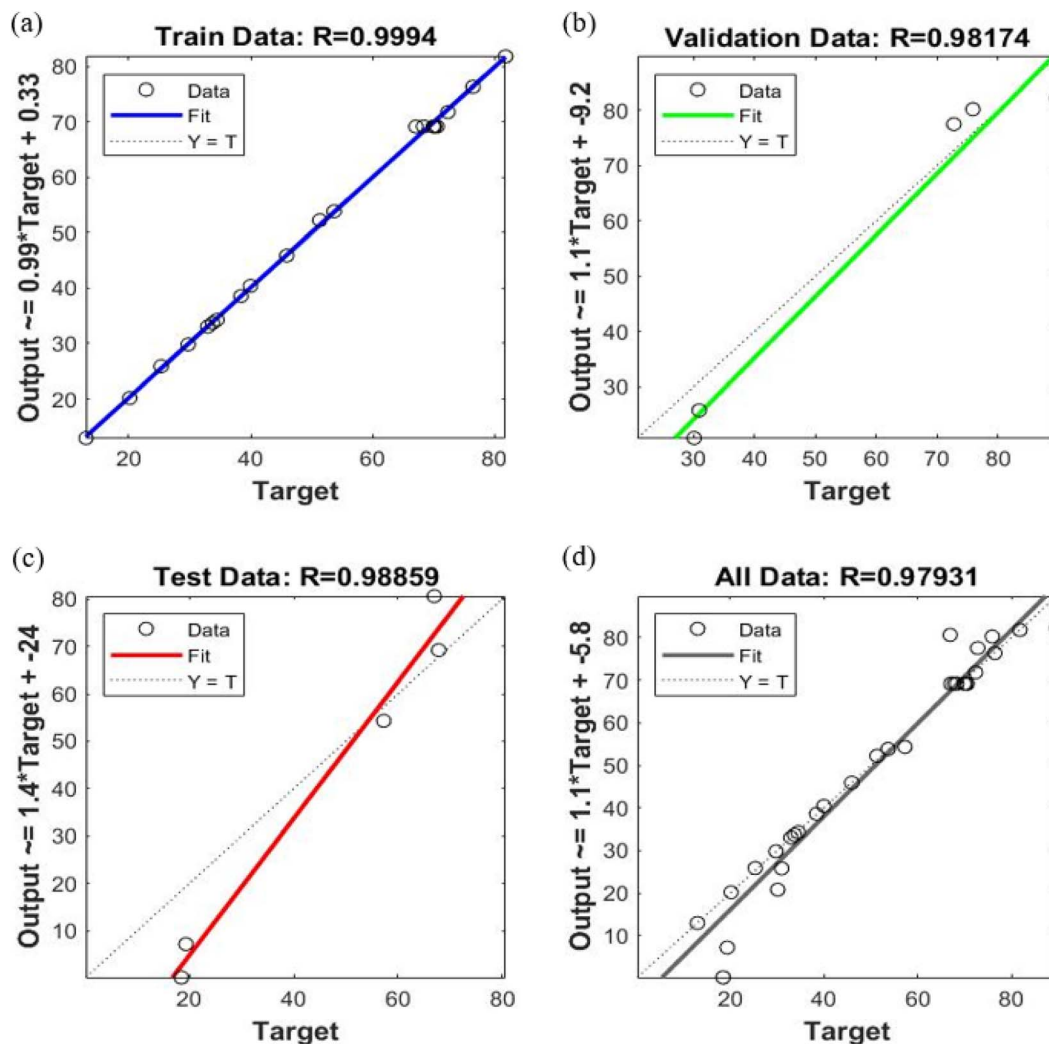 (a)
Train Data: R=0.9994
Output ~= 0.99*Target + 0.33
80
70
60
50
40
30
20
Data
Fit
Y = T
20
40
60
80
Target
(b)
Validation Data: R=0.98174
Output ~= 1.1*Target + -9.2
80
70
60
50
40
30
Data
Fit
Y = T
30
40
50
60
70
80
Target
(c)
Test Data: R=0.98859
Output ~= 1.4*Target + -24
80
70
60
50
40
30
20
10
Data
Fit
Y = T
20
40
60
80
Target
(d)
All Data: R=0.97931
Output ~= 1.1*Target + -5.8
80
70
60
50
40
30
20
10
Data
Fit
Y = T
20
40
60
80
Target